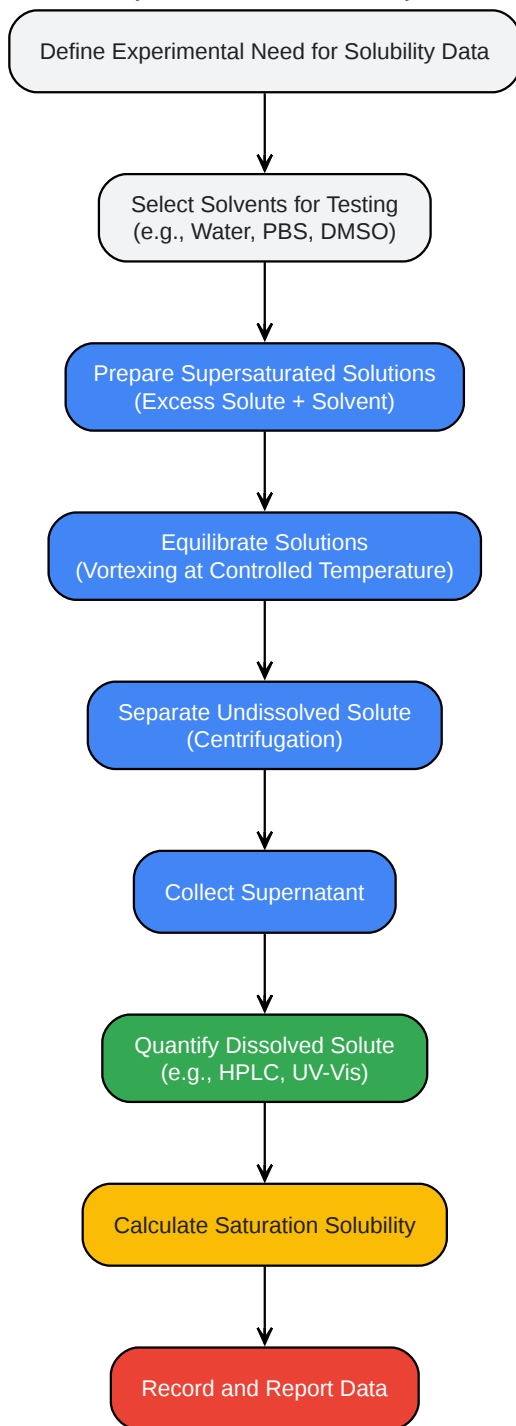 Define Experimental Need for Solubility Data
Select Solvents for Testing
(e.g., Water, PBS, DMSO)
Prepare Supersaturated Solutions
(Excess Solute + Solvent)
Equilibrate Solutions
(Vortexing at Controlled Temperature)
Separate Undissolved Solute
(Centrifugation)
Collect Supernatant
Quantify Dissolved Solute
(e.g., HPLC, UV-Vis)
Calculate Saturation Solubility
Record and Report Data